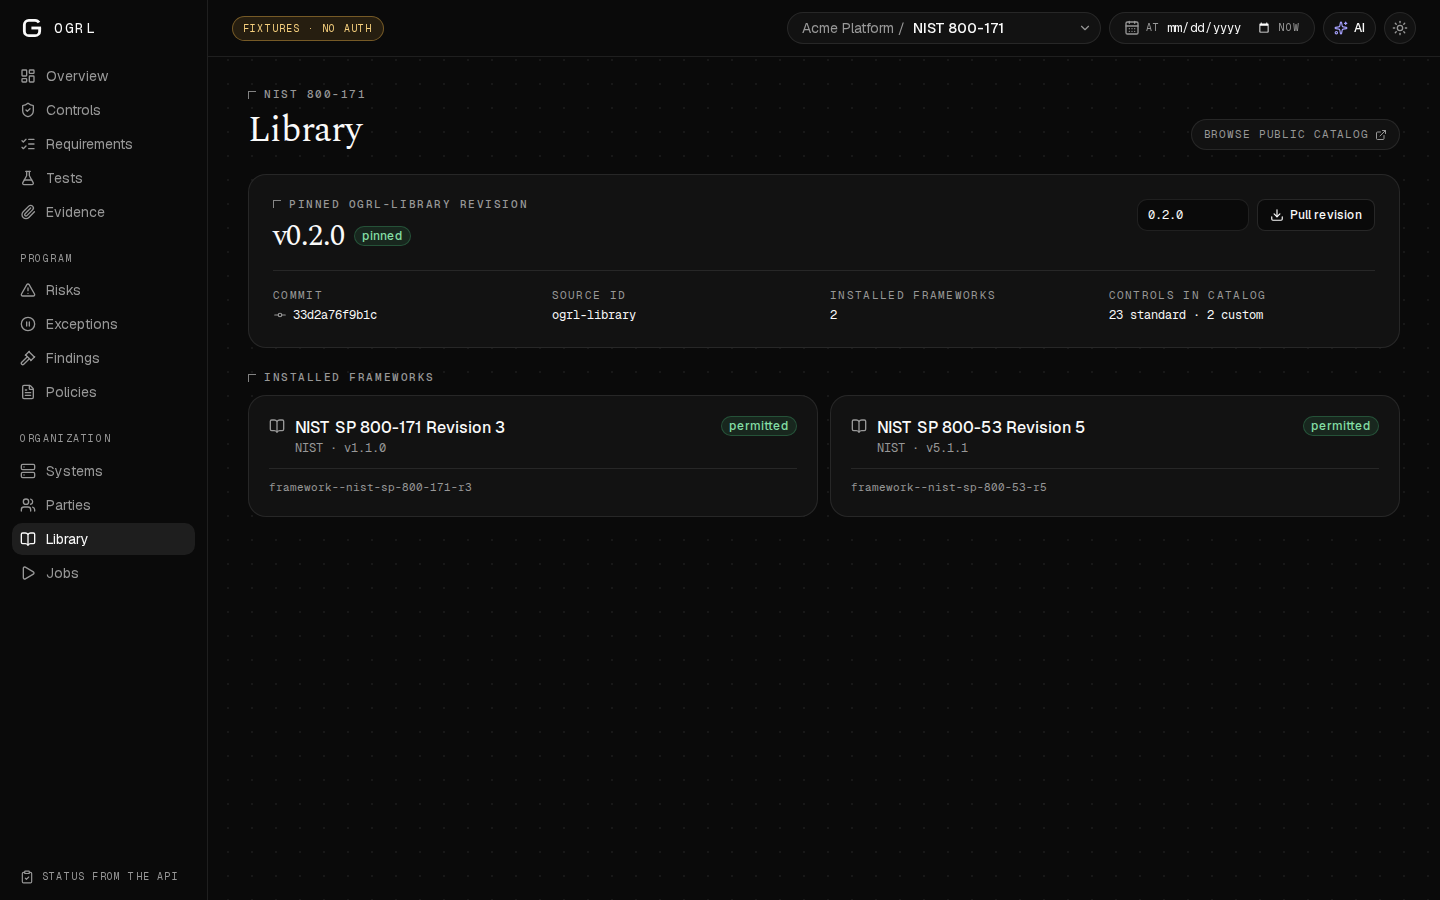 OGRL
FIXTURES · NO AUTH
Acme Platform / NIST 800-171
AT mm/dd/yyyy NOW
AI
Overview
Controls
Requirements
Tests
Evidence
PROGRAM
Risks
Exceptions
Findings
Policies
ORGANIZATION
Systems
Parties
Library
Jobs
STATUS FROM THE API
NIST 800-171
Library
BROWSE PUBLIC CATALOG
PINNED OGRL-LIBRARY REVISION
v0.2.0 pinned
0.2.0
Pull revision
COMMIT
33d2a76f9b1c
SOURCE ID
ogrl-library
INSTALLED FRAMEWORKS
2
CONTROLS IN CATALOG
23 standard · 2 custom
INSTALLED FRAMEWORKS
NIST SP 800-171 Revision 3
permitted
NIST · v1.1.0
framework--nist-sp-800-171-r3
NIST SP 800-53 Revision 5
permitted
NIST · v5.1.1
framework--nist-sp-800-53-r5